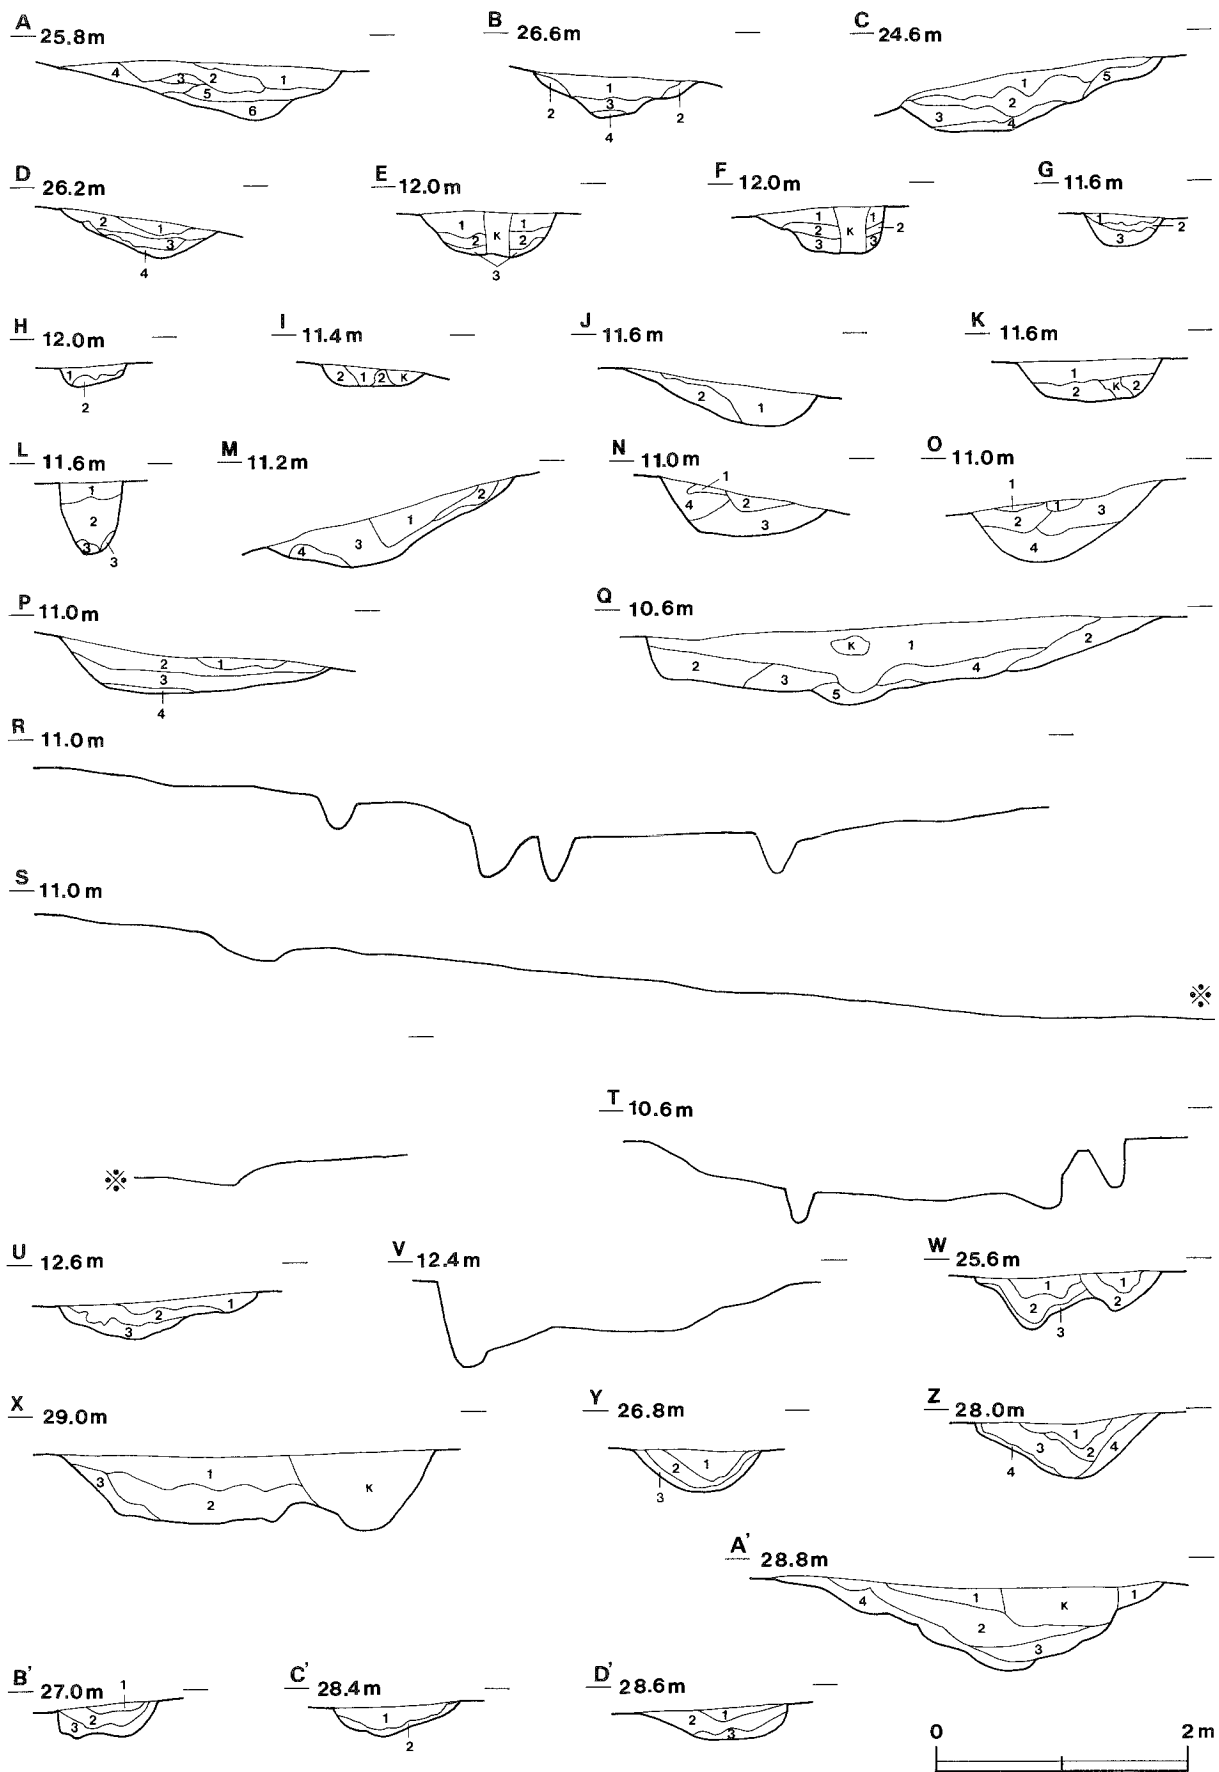 A 25.8m
4 3 2 1 5 6
B 26.6m
1 3 2 2 4
C 24.6m
1 5 2 3 4
D 26.2m
2 1 3 4
E 12.0m
1 K 1 2 2 3
F 12.0m
1 K 1 2 2 3 3
G 11.6m
1 2 3
H 12.0m
1 2
I 11.4m
2 1 2 K
J 11.6m
2 1
K 11.6m
1 2 K 2
L 11.6m
1 2 3 3
M 11.2m
2 1 3 4
N 11.0m
1 4 2 3
O 11.0m
1 1 2 3 4
P 11.0m
2 1 3 4
Q 10.6m
K 1 2 2 3 4 5
R 11.0m
S 11.0m
※
T 10.6m
※
U 12.6m
2 1 3
V 12.4m
W 25.6m
1 1 2 2 3
X 29.0m
1 3 2 K
Y 26.8m
1 2 3
Z 28.0m
1 3 2 4 4
A' 28.8m
1 K 1 4 2 3
B' 27.0m
1 2 3
C' 28.4m
1 2
D' 28.6m
2 1 3
0 2m